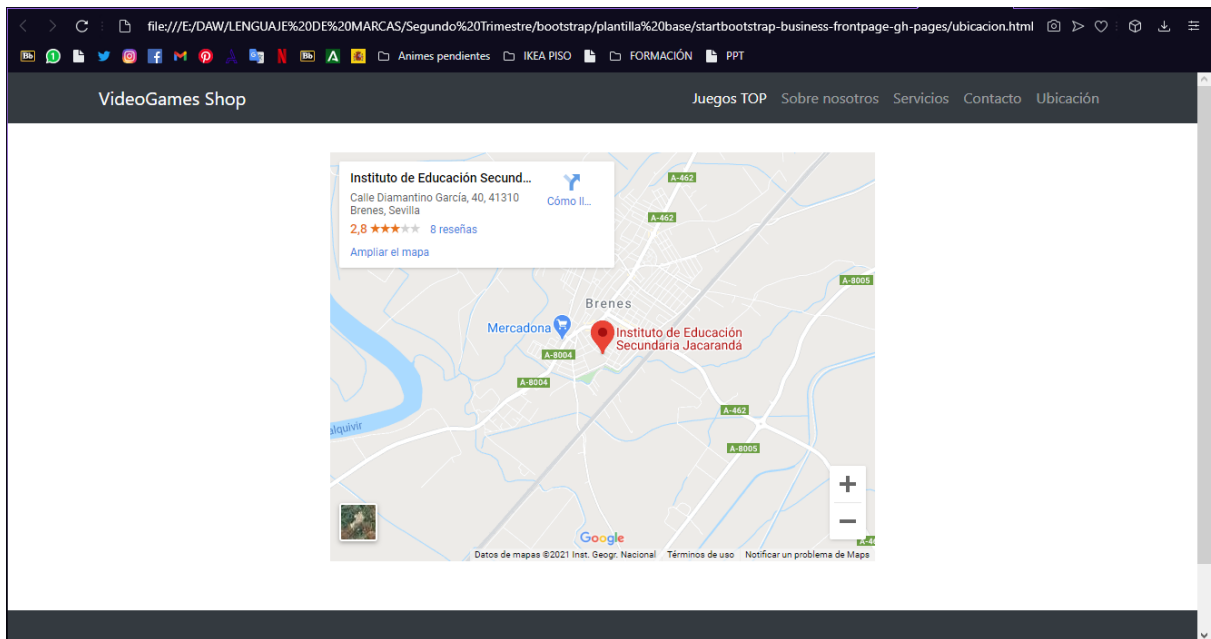 file:///E:/DAW/LENGUAJE%20DE%20MARCAS/Segundo%20Trimestre/bootstrap/plantilla%20base/startbootstrap-business-frontpage-gh-pages/ubicacion.html
Bb Bb Animes pendientes IKEA PISO FORMACIÓN PPT
VideoGames Shop Juegos TOP Sobre nosotros Servicios Contacto Ubicación
Instituto de Educación Secund...
Calle Diamantino García, 40, 41310
Brenes, Sevilla
Cómo ll...
2,8 8 reseñas
Ampliar el mapa
A-462
A-462
A-8005
Brenes
Mercadona
Instituto de Educación
Secundaria Jacarandá
A-8004
A-8004
A-462
alquivir
A-8005
+
−
Google
Datos de mapas ©2021 Inst. Geogr. Nacional Términos de uso Notificar un problema de Maps